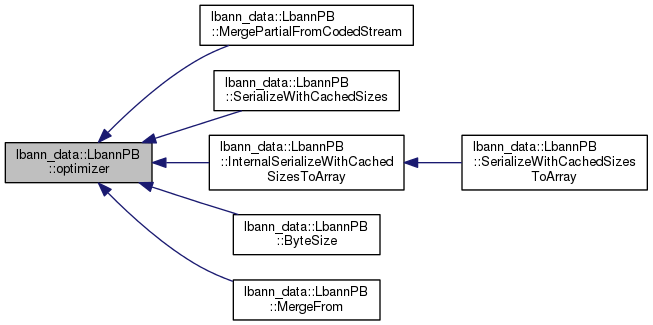 lbann_data::LbannPB
::MergePartialFromCodedStream
lbann_data::LbannPB
::SerializeWithCachedSizes
lbann_data::LbannPB
::optimizer
lbann_data::LbannPB
::InternalSerializeWithCached
SizesToArray
lbann_data::LbannPB
::SerializeWithCachedSizes
ToArray
lbann_data::LbannPB
::ByteSize
lbann_data::LbannPB
::MergeFrom